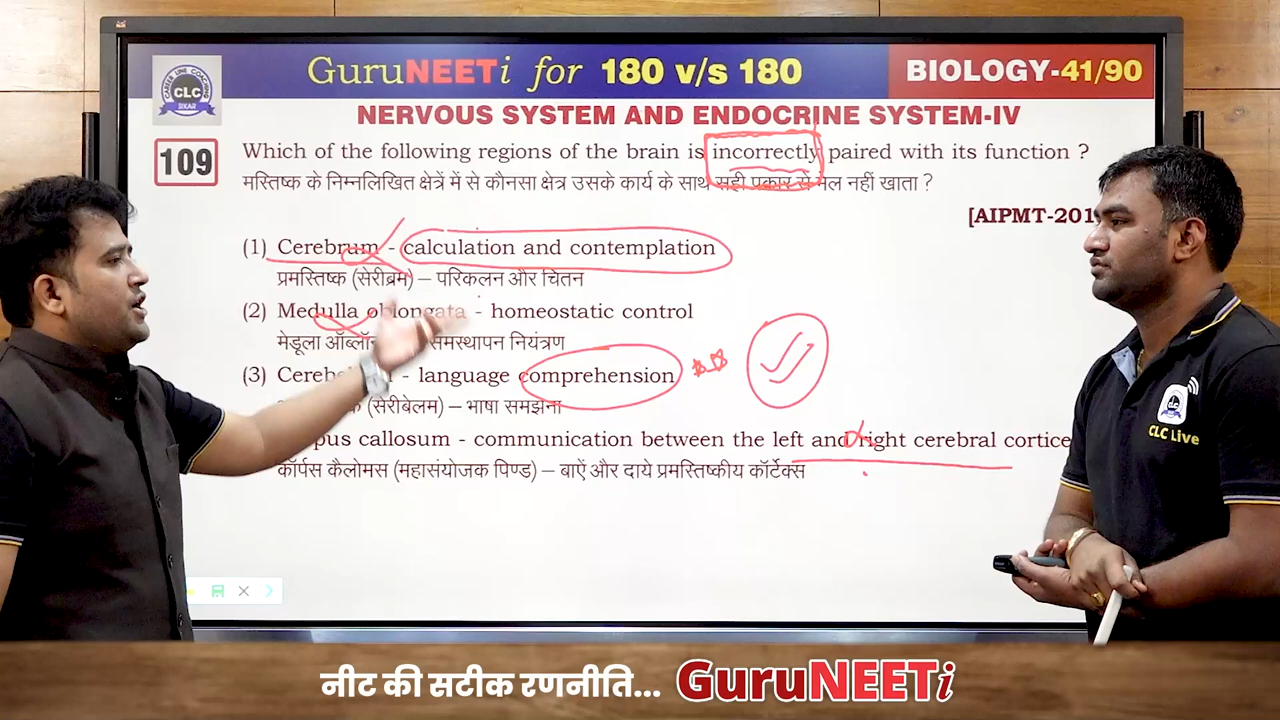 GuruNEETi for 180 v/s 180
BIOLOGY-41/90
CLC
SIKAR
NERVOUS SYSTEM AND ENDOCRINE SYSTEM-IV
109
Which of the following regions of the brain is incorrectly paired with its function ?
मस्तिष्क के निम्नलिखित क्षेत्रें में से कौनसा क्षेत्र उसके कार्य के साथ सही प्रकार से मेल नहीं खाता ?
[AIPMT-201
(1) Cerebrum - calculation and contemplation
प्रमस्तिष्क (सेरीब्रम) – परिकलन और चिंतन
(2) Medulla oblongata - homeostatic control
मेडूला समस्थापन नियंत्रण
(3) - language comprehension
(सेरीबेलम) – भाषा समझना
callosum - communication between the left and right cerebral cortice
कॉर्पस कैलोमस (महासंयोजक पिण्ड) – बाऐं और दाये प्रमस्तिष्कीय कॉर्टेक्स
CLC
CLC Live
नीट की सटीक रणनीति... GuruNEETi